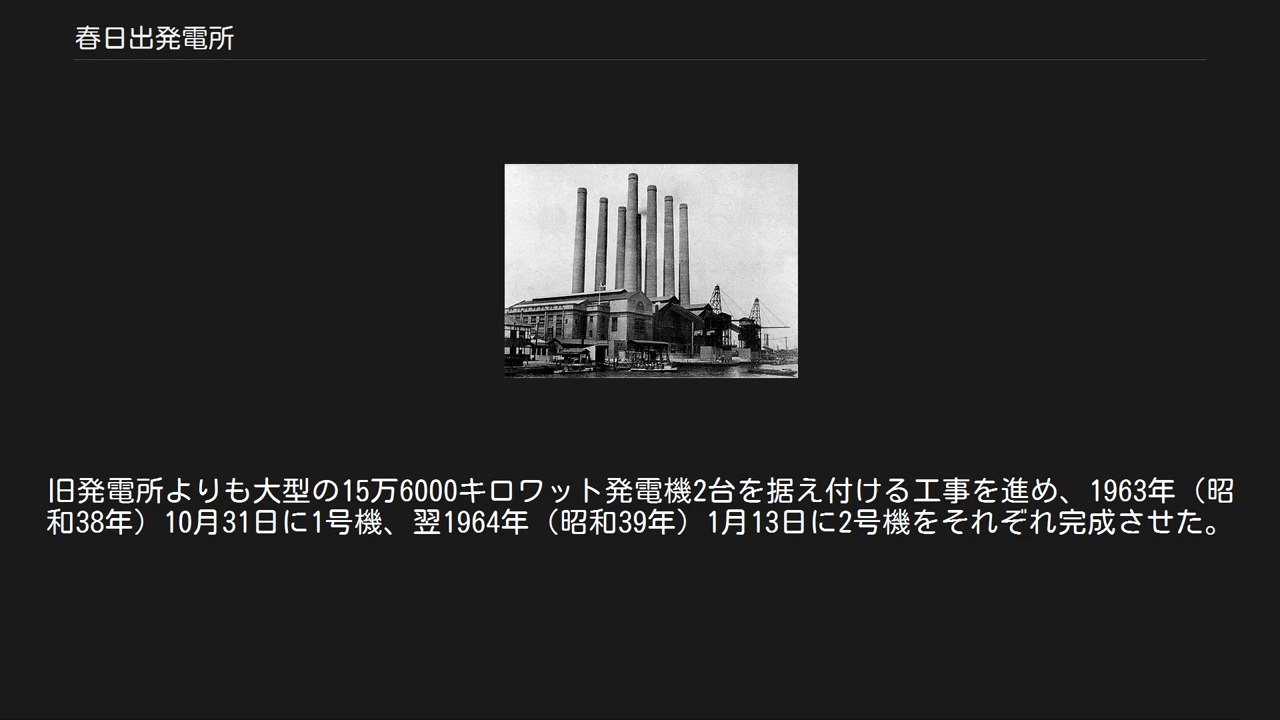 春日出発電所
旧発電所よりも大型の15万6000キロワット発電機2台を据え付ける工事を進め、1963年（昭
和38年）10月31日に1号機、翌1964年（昭和39年）1月13日に2号機をそれぞれ完成させた。